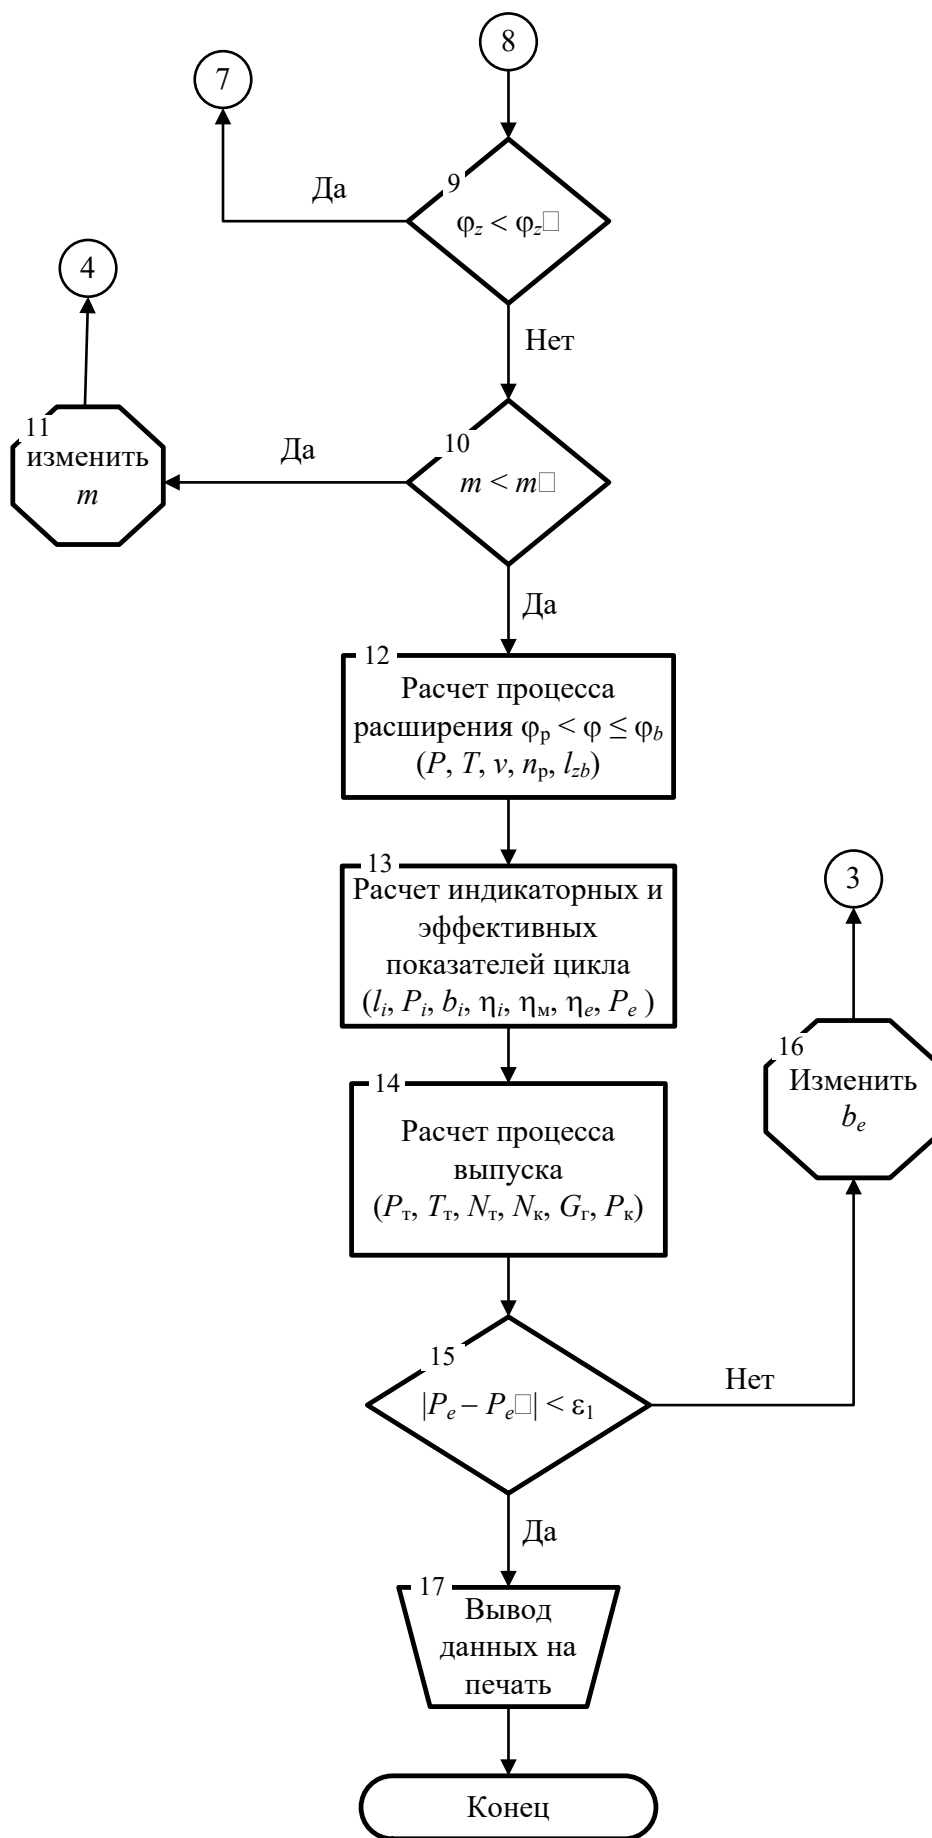 8
7
9
Да
φz < φz□
4
Нет
11
изменить
m
Да
10
m < m□
Да
12
Расчет процесса
расширения φр < φ ≤ φb
(P, T, v, nр, lzb)
13
Расчет индикаторных и
эффективных
показателей цикла
(li, Pi, bi, ηi, ηм, ηe, Pe )
3
16
Изменить
be
14
Расчет процесса
выпуска
(Pт, Tт, Nт, Nк, Gг, Pк)
15
|Pe – Pe□| < ε1
Нет
Да
17
Вывод
данных на
печать
Конец